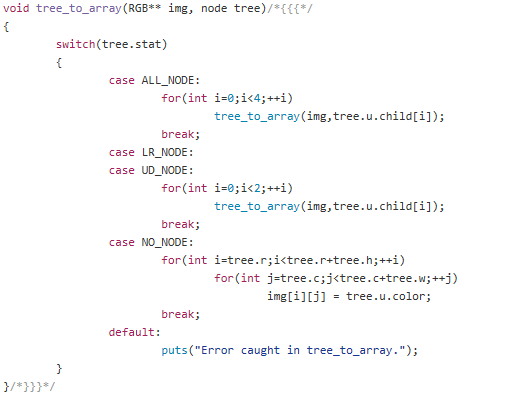 void tree_to_array(RGB** img, node tree)/*{{{*/
{
        switch(tree.stat)
        {
                case ALL_NODE:
                        for(int i=0;i<4;++i)
                                tree_to_array(img,tree.u.child[i]);
                        break;
                case LR_NODE:
                case UD_NODE:
                        for(int i=0;i<2;++i)
                                tree_to_array(img,tree.u.child[i]);
                        break;
                case NO_NODE:
                        for(int i=tree.r;i<tree.r+tree.h;++i)
                                for(int j=tree.c;j<tree.c+tree.w;++j)
                                        img[i][j] = tree.u.color;
                        break;
                default:
                        puts("Error caught in tree_to_array.");
        }
}/*}}}*/